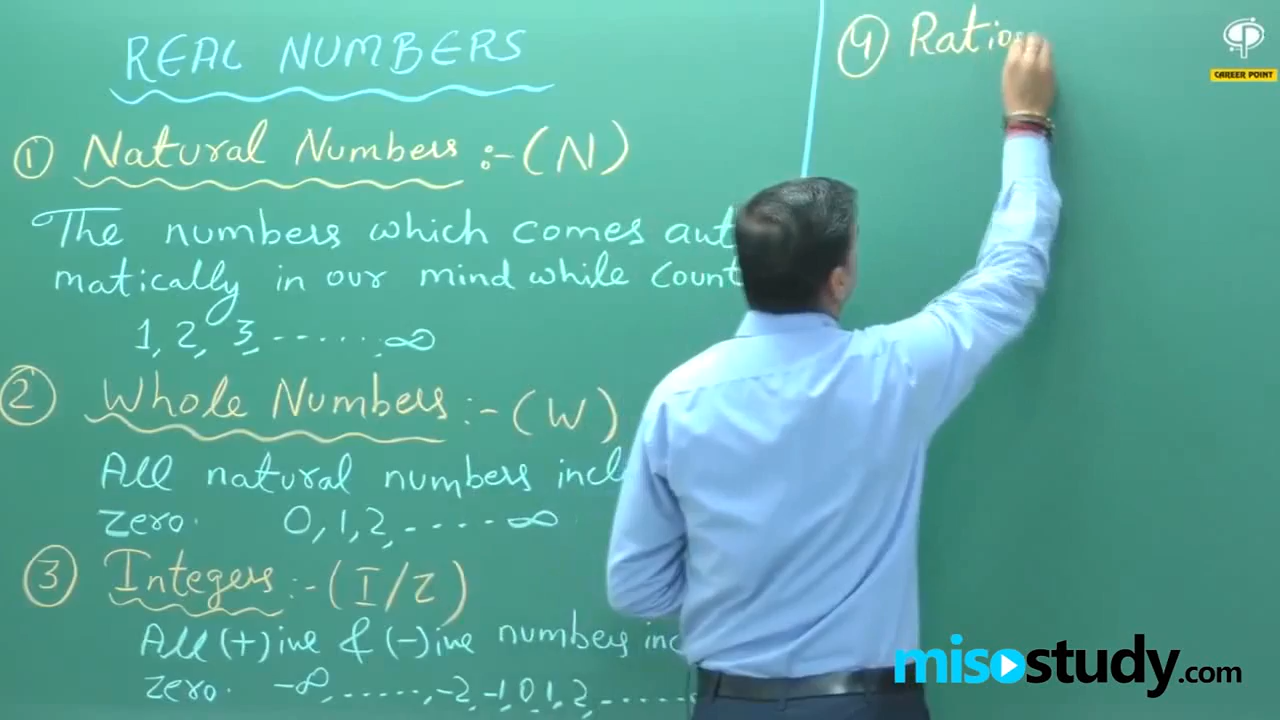 REAL NUMBERS
① Natural Numbers :- (N)
The numbers which comes aut
matically in our mind while count
1, 2, 3, ...... ∞
② Whole Numbers :- (W)
All natural numbers incl
zero. 0, 1, 2, ..... ∞
③ Integers :- (I/Z)
All (+)ive & (-)ive numbers inc
zero. -∞, ......, -2, -1, 0, 1, 2, .......
④ Ratio
CAREER POINT
misostudy.com